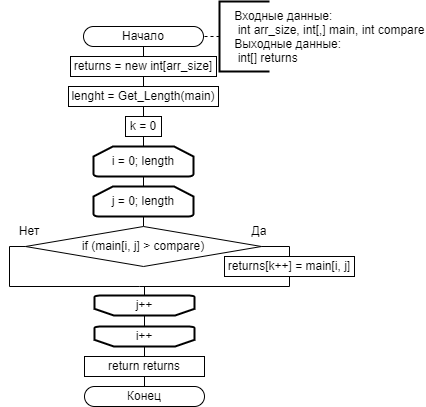 Входные данные:
int arr_size, int[,] main, int compare
Выходные данные:
int[] returns
Начало
returns = new int[arr_size]
lenght = Get_Length(main)
k = 0
i = 0; length
j = 0; length
Нет
Да
if (main[i, j] > compare)
returns[k++] = main[i, j]
j++
i++
return returns
Конец